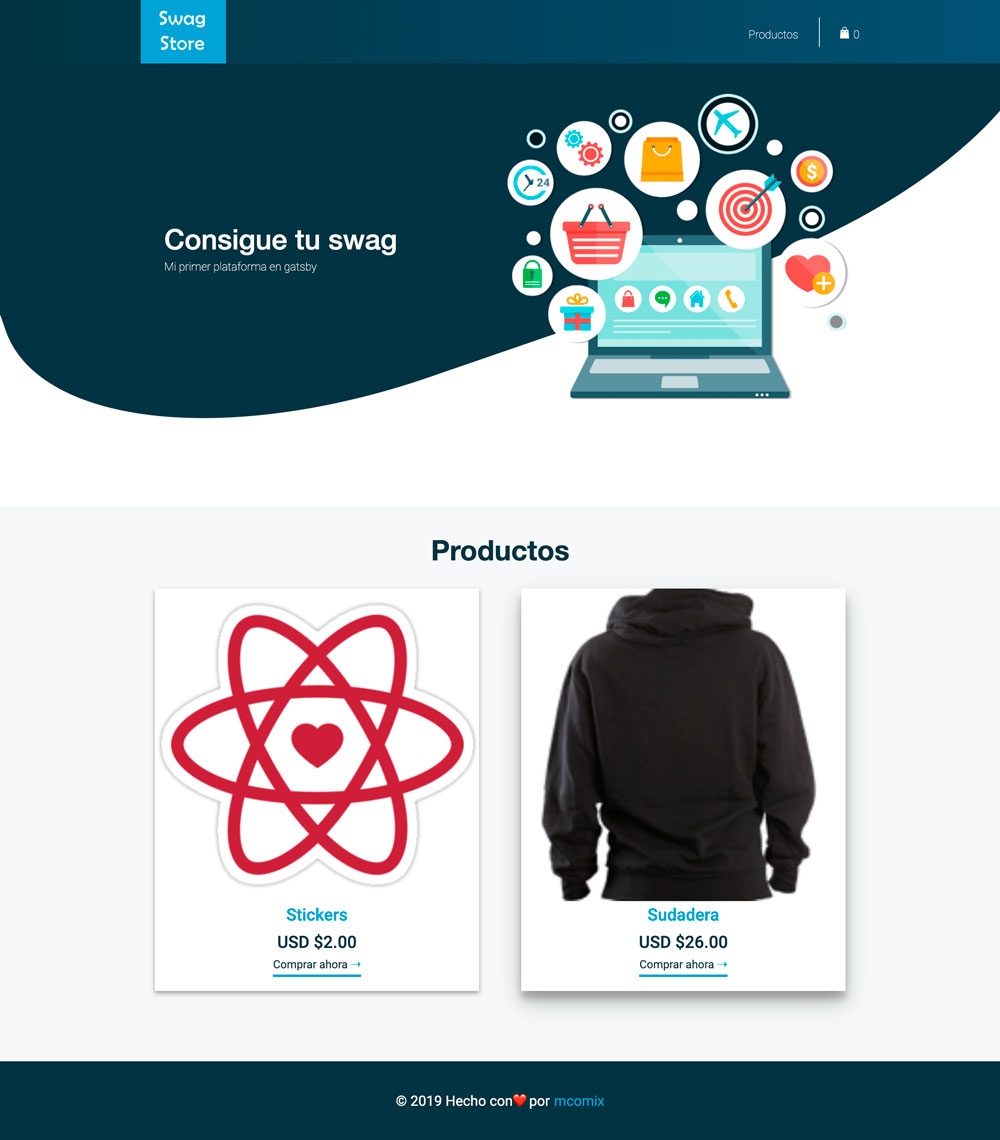 Swag
Store
Productos
0
Consigue tu swag
Mi primer plataforma en gatsby
24
$
Productos
Stickers
USD $2.00
Comprar ahora ➝
Sudadera
USD $26.00
Comprar ahora ➝
© 2019 Hecho con❤️por mcomix